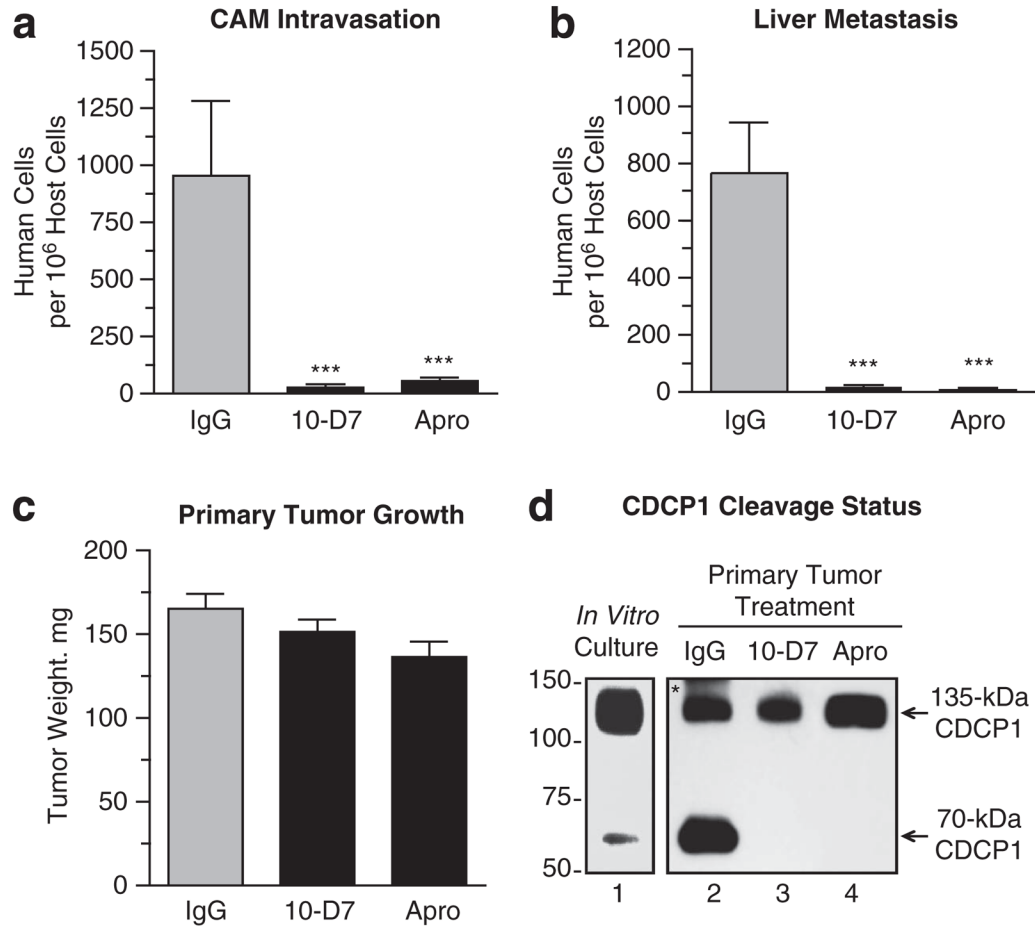 a
CAM Intravasation
Human Cells
per 10⁶ Host Cells
1500
1250
1000
750
500
250
0
***
***
IgG
10-D7
Apro
b
Liver Metastasis
Human Cells
per 10⁶ Host Cells
1200
1000
800
600
400
200
0
***
***
IgG
10-D7
Apro
c
Primary Tumor Growth
Tumor Weight. mg
200
150
100
50
0
IgG
10-D7
Apro
d
CDCP1 Cleavage Status
Primary Tumor
Treatment
In Vitro
Culture
IgG
10-D7
Apro
150-
100-
75-
50-
*
135-kDa
CDCP1
70-kDa
CDCP1
1
2
3
4